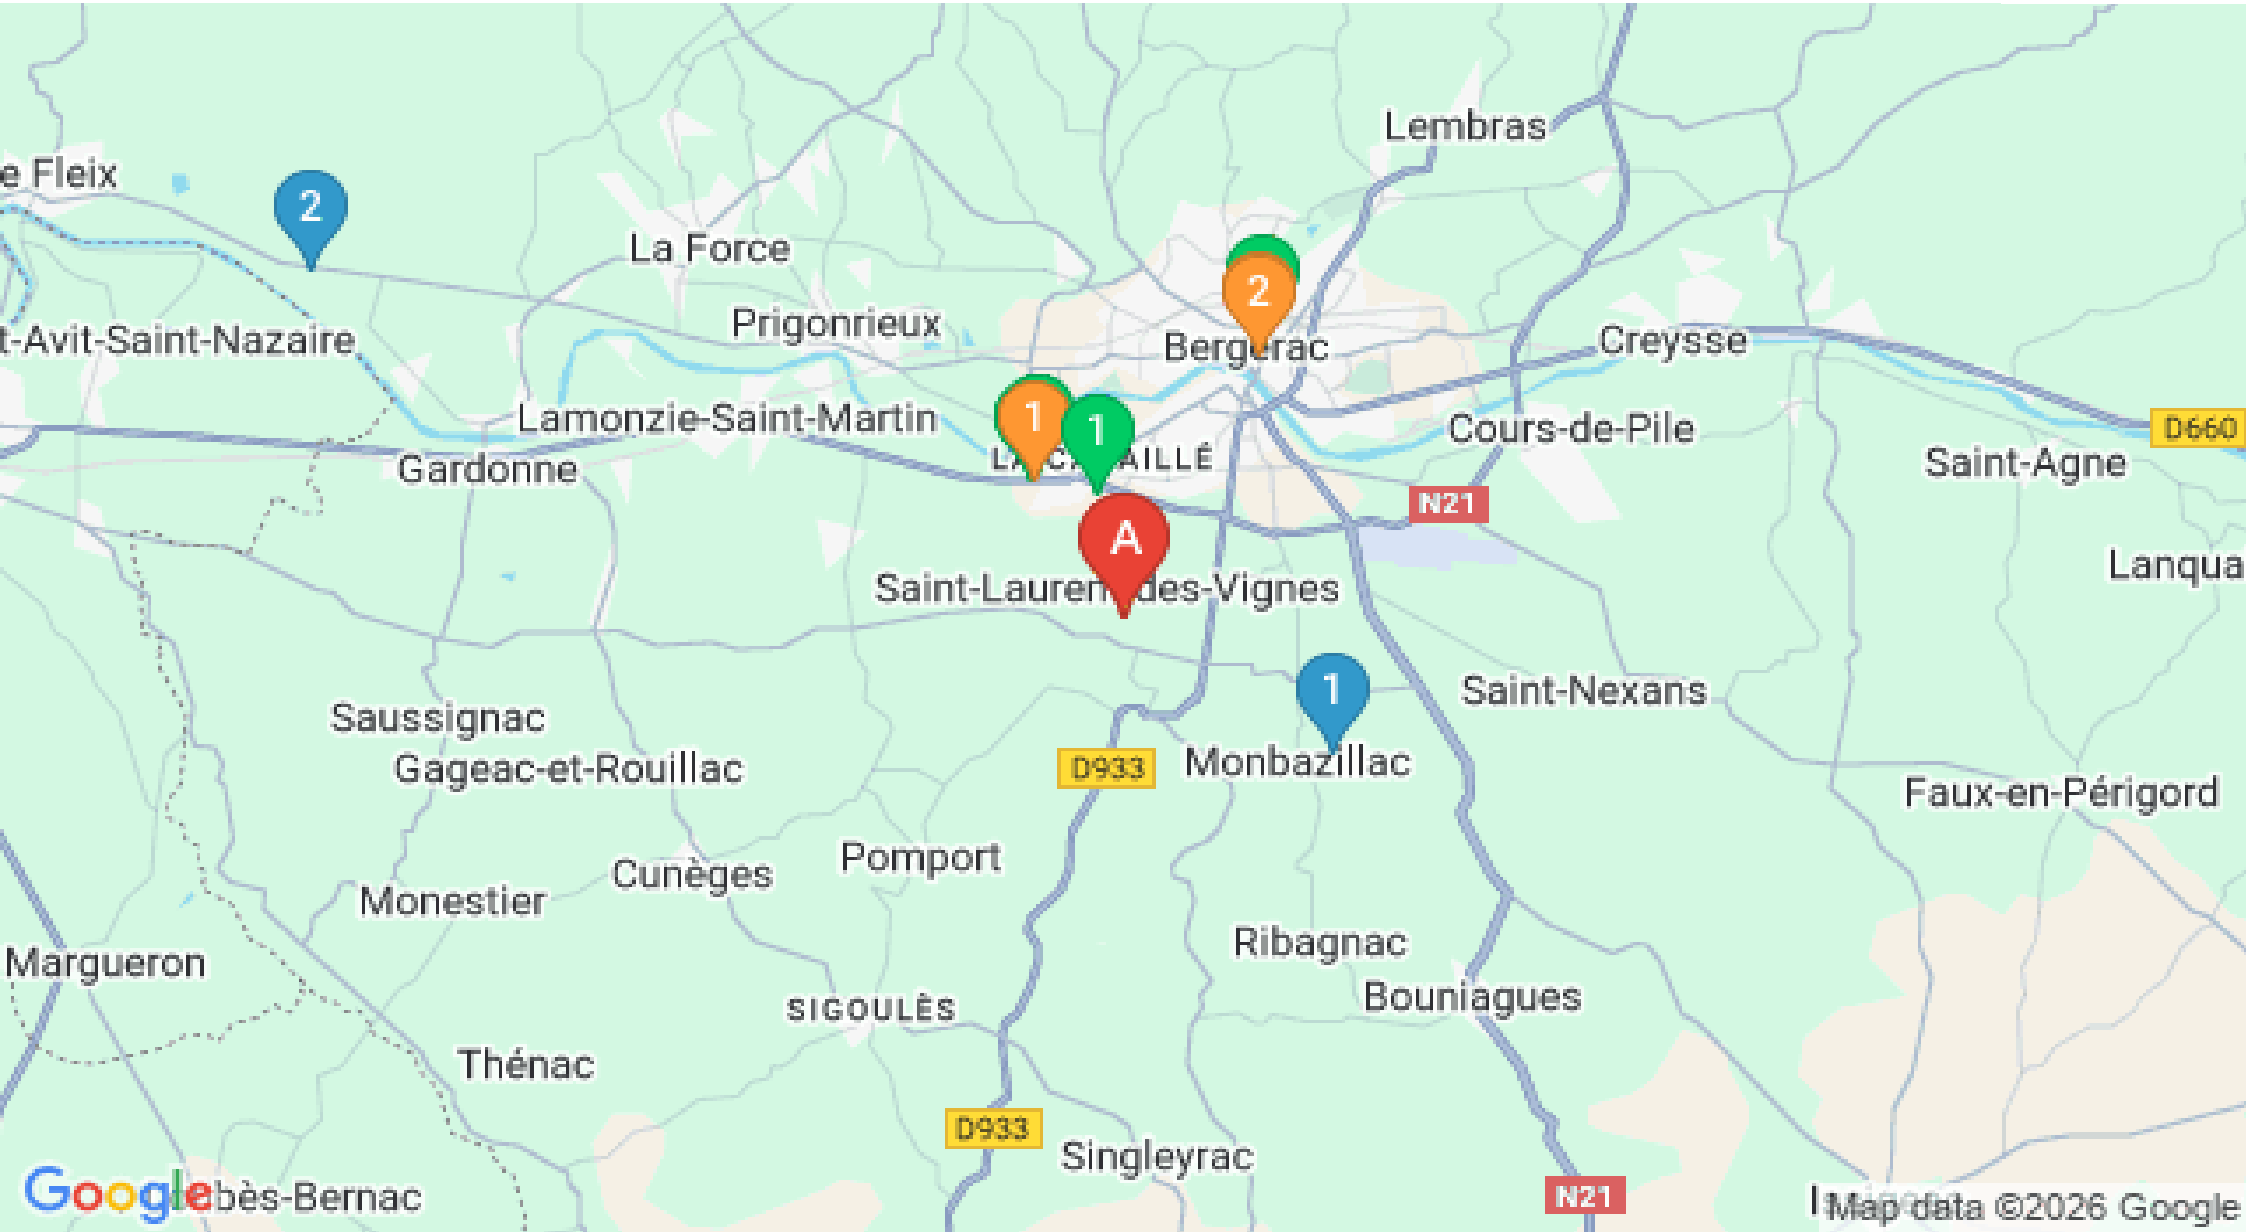 Lembras
e Fleix
2
La Force
2
Prigonrieux
Bergerac
Creysse
t-Avit-Saint-Nazaire
1
1
Lamonzie-Saint-Martin
Cours-de-Pile
D660
Gardonne
Saint-Agne
N21
A
Lanqua
Saint-Laurent-des-Vignes
1
Saint-Nexans
Saussignac
Gageac-et-Rouillac
D933
Monbazillac
Faux-en-Périgord
Pomport
Cunèges
Monestier
Ribagnac
Margueron
Bouniagues
SIGOULÈS
Thénac
D933
Singleyrac
Google
bès-Bernac
N21
Map data ©2026 Google